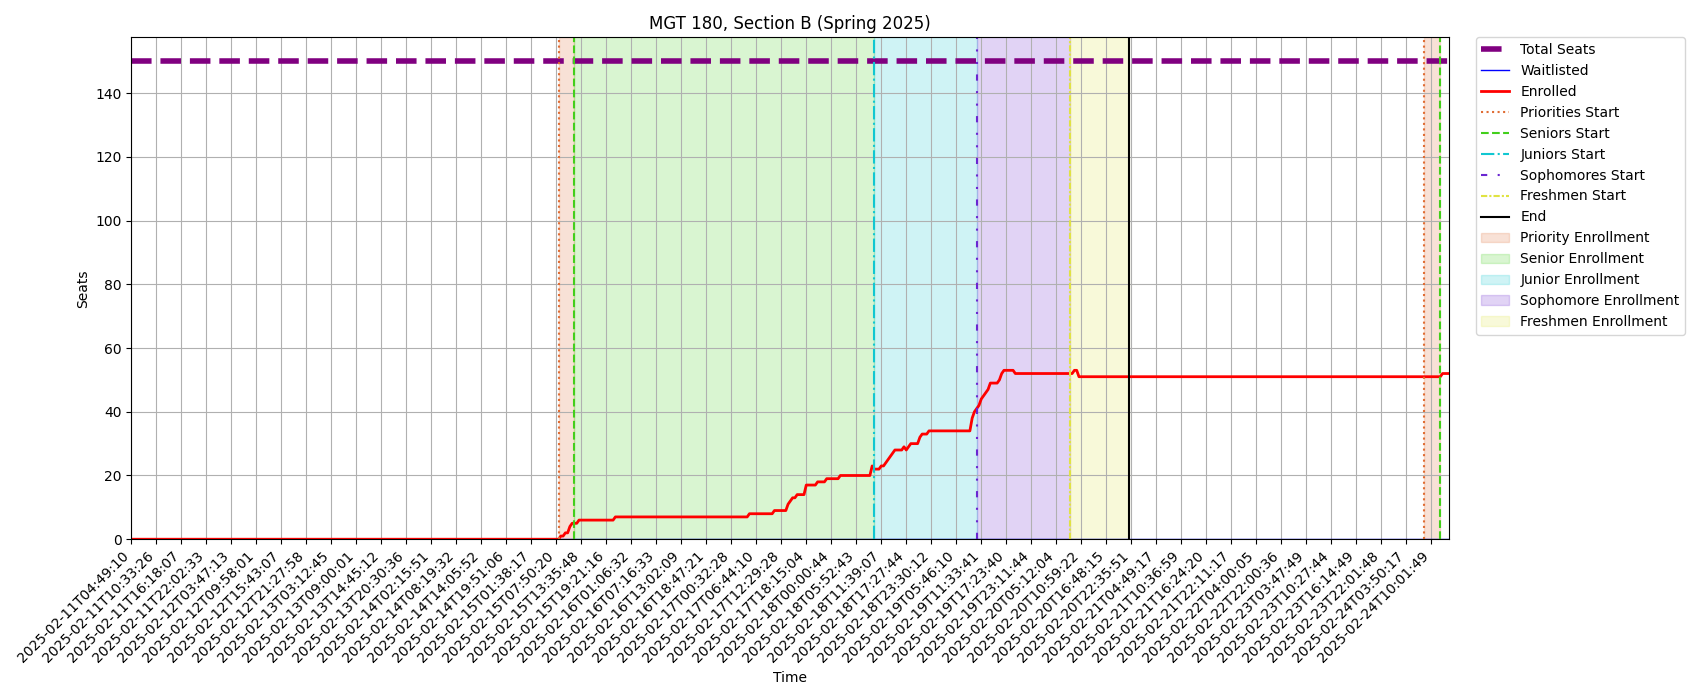 MGT 180, Section B (Spring 2025)
Seats
140
120
100
80
60
40
20
0
2025-02-11T04:49:10
2025-02-11T10:33:26
2025-02-11T16:18:07
2025-02-11T22:02:33
2025-02-12T03:47:13
2025-02-12T09:58:01
2025-02-12T15:43:07
2025-02-12T21:27:58
2025-02-13T03:12:45
2025-02-13T09:00:01
2025-02-13T14:45:12
2025-02-13T20:30:36
2025-02-14T02:15:51
2025-02-14T08:19:32
2025-02-14T14:05:52
2025-02-14T19:51:06
2025-02-15T01:38:17
2025-02-15T07:50:20
2025-02-15T13:35:48
2025-02-15T19:21:16
2025-02-16T01:06:32
2025-02-16T07:16:33
2025-02-16T13:02:09
2025-02-16T18:47:21
2025-02-17T00:32:28
2025-02-17T06:44:10
2025-02-17T12:29:28
2025-02-17T18:15:04
2025-02-18T00:00:44
2025-02-18T05:52:43
2025-02-18T11:39:07
2025-02-18T17:27:44
2025-02-18T23:30:12
2025-02-19T05:46:10
2025-02-19T11:33:41
2025-02-19T17:23:40
2025-02-19T23:11:44
2025-02-20T05:12:04
2025-02-20T10:59:22
2025-02-20T16:48:15
2025-02-20T22:35:51
2025-02-21T04:49:17
2025-02-21T10:36:59
2025-02-21T16:24:20
2025-02-21T22:11:17
2025-02-22T04:00:05
2025-02-22T22:00:36
2025-02-23T03:47:49
2025-02-23T10:27:44
2025-02-23T16:14:49
2025-02-23T22:01:48
2025-02-24T03:50:17
2025-02-24T10:01:49
Time
Total Seats
Waitlisted
Enrolled
Priorities Start
Seniors Start
Juniors Start
Sophomores Start
Freshmen Start
End
Priority Enrollment
Senior Enrollment
Junior Enrollment
Sophomore Enrollment
Freshmen Enrollment